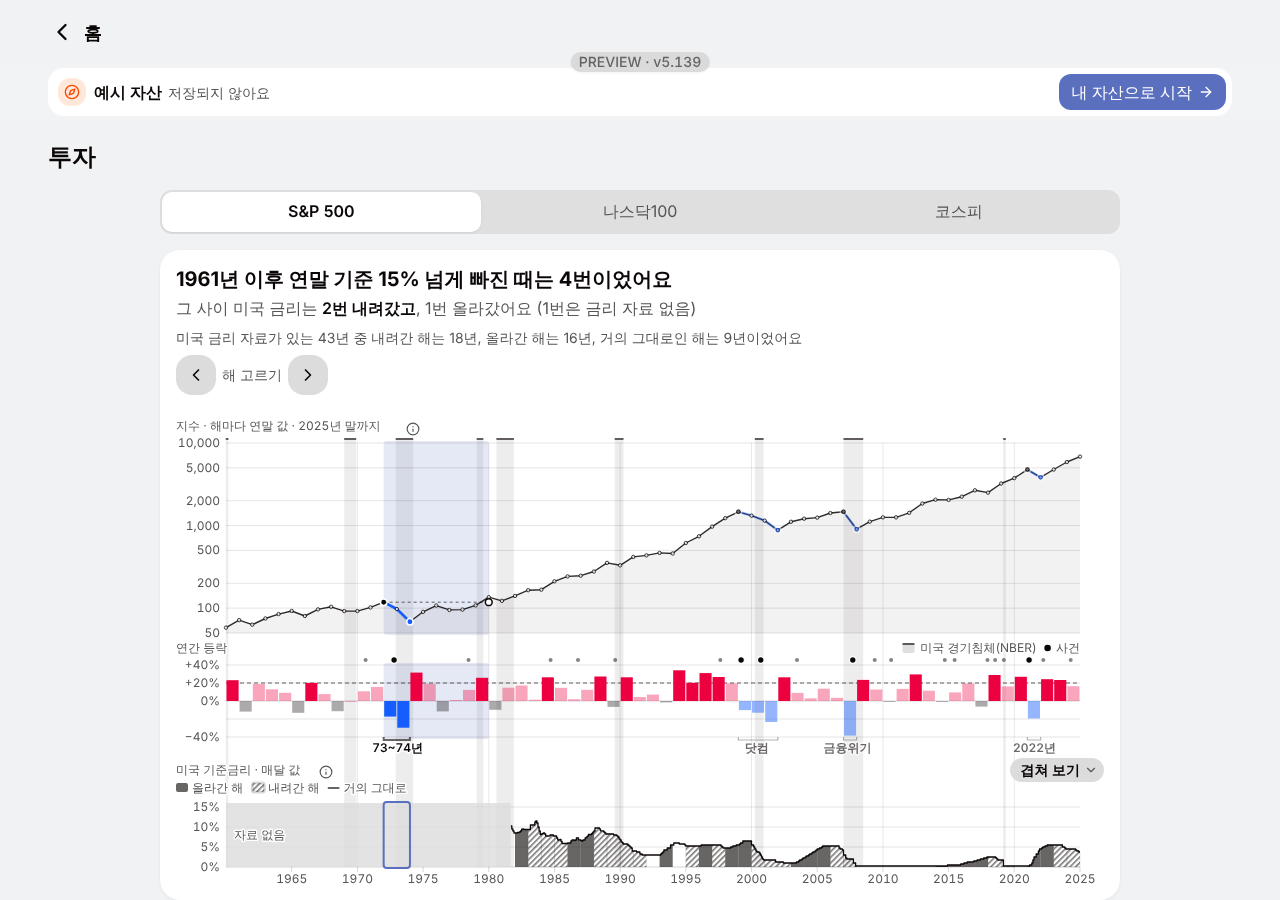 홈
PREVIEW · v5.139
예시 자산 저장되지 않아요
내 자산으로 시작
투자
S&P 500
나스닥100
코스피
1961년 이후 연말 기준 15% 넘게 빠진 때는 4번이었어요
그 사이 미국 금리는 2번 내려갔고, 1번 올라갔어요 (1번은 금리 자료 없음)
미국 금리 자료가 있는 43년 중 내려간 해는 18년, 올라간 해는 16년, 거의 그대로인 해는 9년이었어요
해 고르기
지수 · 해마다 연말 값 · 2025년 말까지
10,000
5,000
2,000
1,000
500
200
100
50
연간 등락
미국 경기침체(NBER) 사건
+40%
+20%
0%
−40%
73~74년
닷컴
금융위기
2022년
미국 기준금리 · 매달 값
겹쳐 보기
올라간 해 내려간 해 거의 그대로
15%
10%
5%
0%
자료 없음
1965 1970 1975 1980 1985 1990 1995 2000 2005 2010 2015 2020 2025